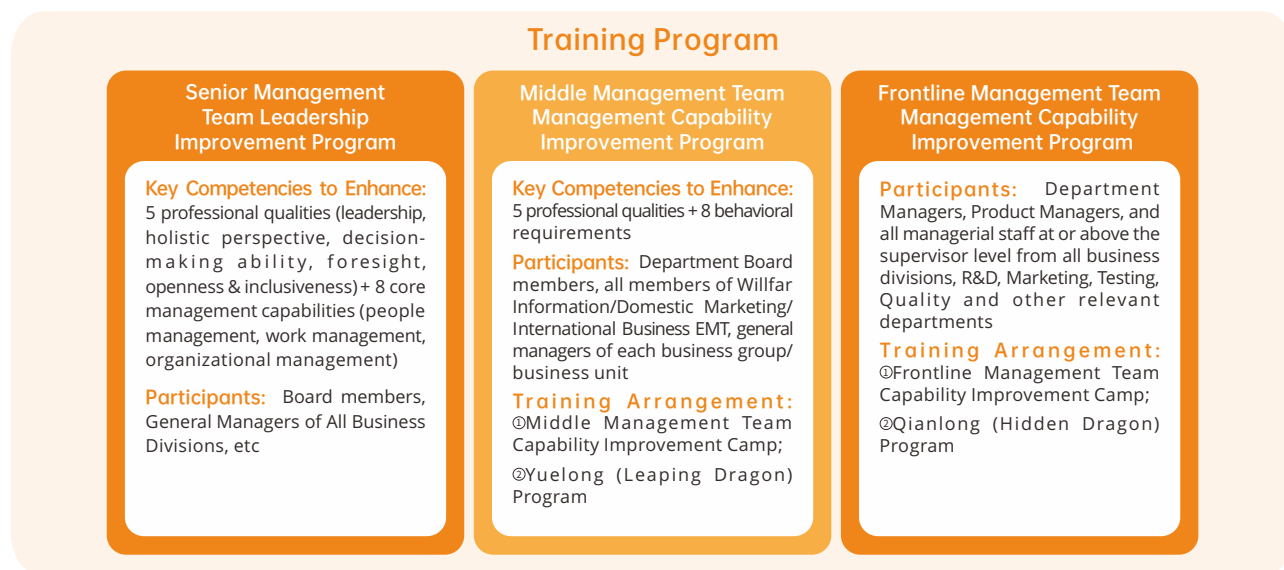 Training Program
Senior Management
Team Leadership
Improvement Program
Key Competencies to Enhance:
5 professional qualities (leadership,
holistic perspective, decision-
making ability, foresight,
openness & inclusiveness) + 8 core
management capabilities (people
management, work management,
organizational management)
Participants: Board members,
General Managers of All Business
Divisions, etc
Middle Management Team
Management Capability
Improvement Program
Key Competencies to Enhance:
5 professional qualities + 8 behavioral
requirements
Participants: Department Board
members, all members of Willfar
Information/Domestic Marketing/
International Business EMT, general
managers of each business group/
business unit
Training Arrangement:
①Middle Management Team
Capability Improvement Camp;
②Yuelong (Leaping Dragon)
Program
Frontline Management Team
Management Capability
Improvement Program
Participants: Department
Managers, Product Managers, and
all managerial staff at or above the
supervisor level from all business
divisions, R&D, Marketing, Testing,
Quality and other relevant
departments
Training Arrangement:
①Frontline Management Team
Capability Improvement Camp;
②Qianlong (Hidden Dragon)
Program